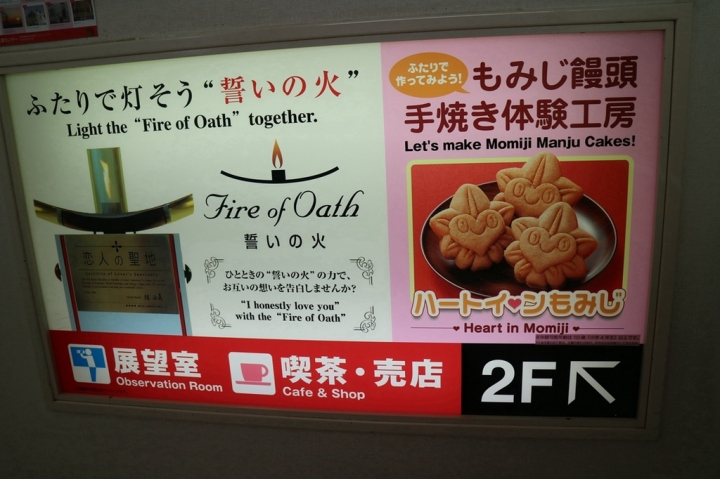 ふたりで灯そう“誓いの火”
Light the “Fire of Oath” together.
恋人の聖地
Fire of Oath
誓いの火
ひとときの“誓いの火”の力で、
お互いの想いを告白しませんか?
“I honestly love you”
with the “Fire of Oath”
ふたりで
作ってみよう!
もみじ饅頭
手焼き体験工房
Let's make Momiji Manju Cakes!
ハートイ♥ンもみじ
♥ Heart in Momiji ♥
展望室
Observation Room
喫茶・売店
Cafe & Shop
2F↖